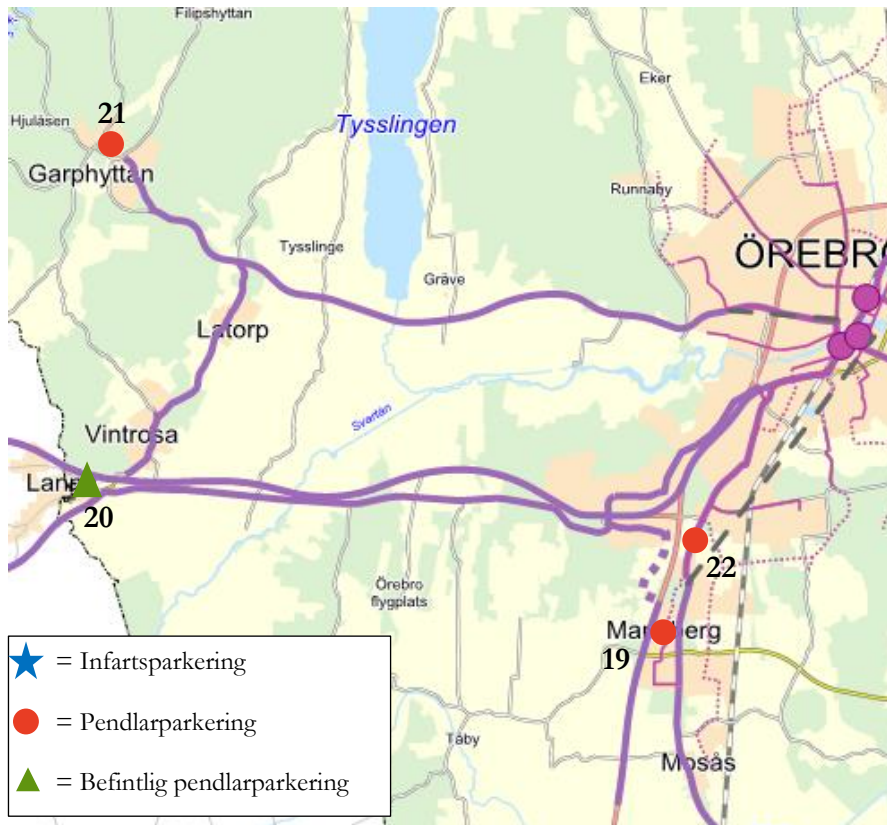 Filipshyttan
21
Hjulåsen
Garphyttan
Tysslingen
Eker
Runnaby
Tysslinge
Gräve
ÖREBRO
Latorp
Svartån
Vintrosa
20
22
Örebro
flygplats
19
Täby
Mosås
= Infartsparkering
= Pendlarparkering
= Befintlig pendlarparkering